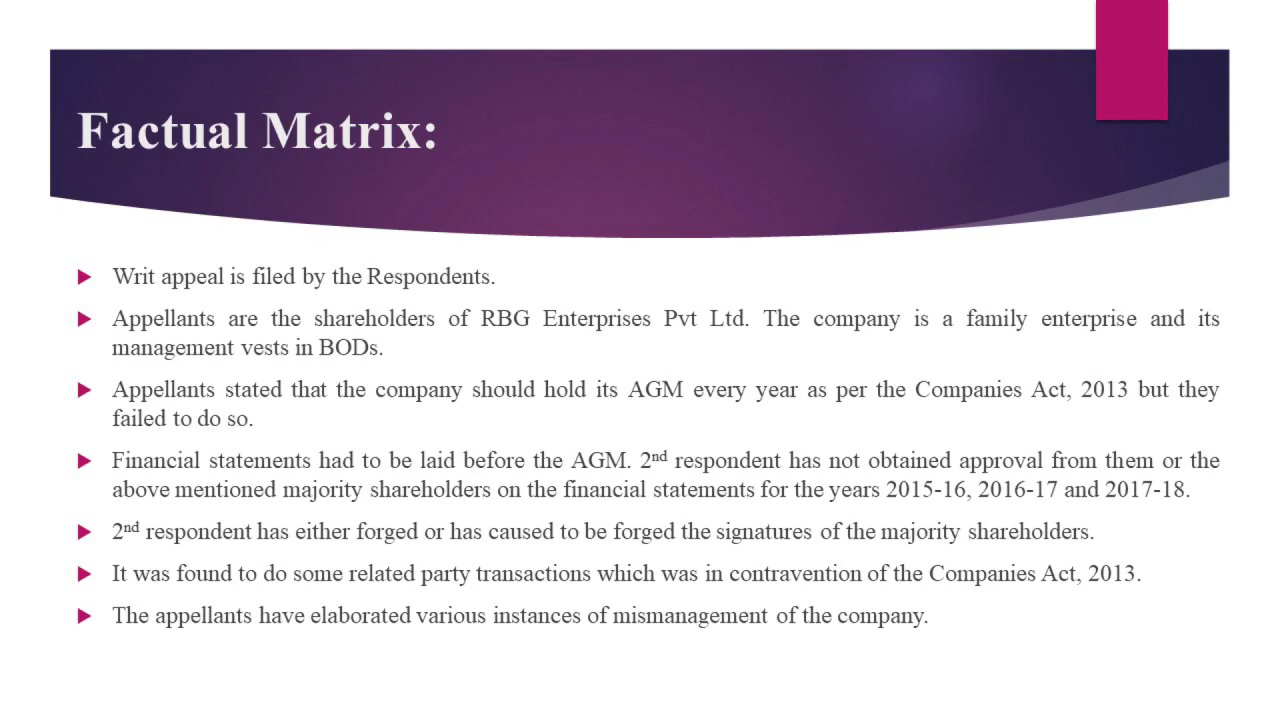 Factual Matrix:
Writ appeal is filed by the Respondents.
Appellants are the shareholders of RBG Enterprises Pvt Ltd. The company is a family enterprise and its
management vests in BODs.
Appellants stated that the company should hold its AGM every year as per the Companies Act, 2013 but they
failed to do so.
Financial statements had to be laid before the AGM. 2nd respondent has not obtained approval from them or the
above mentioned majority shareholders on the financial statements for the years 2015-16, 2016-17 and 2017-18.
2nd respondent has either forged or has caused to be forged the signatures of the majority shareholders.
It was found to do some related party transactions which was in contravention of the Companies Act, 2013.
The appellants have elaborated various instances of mismanagement of the company.